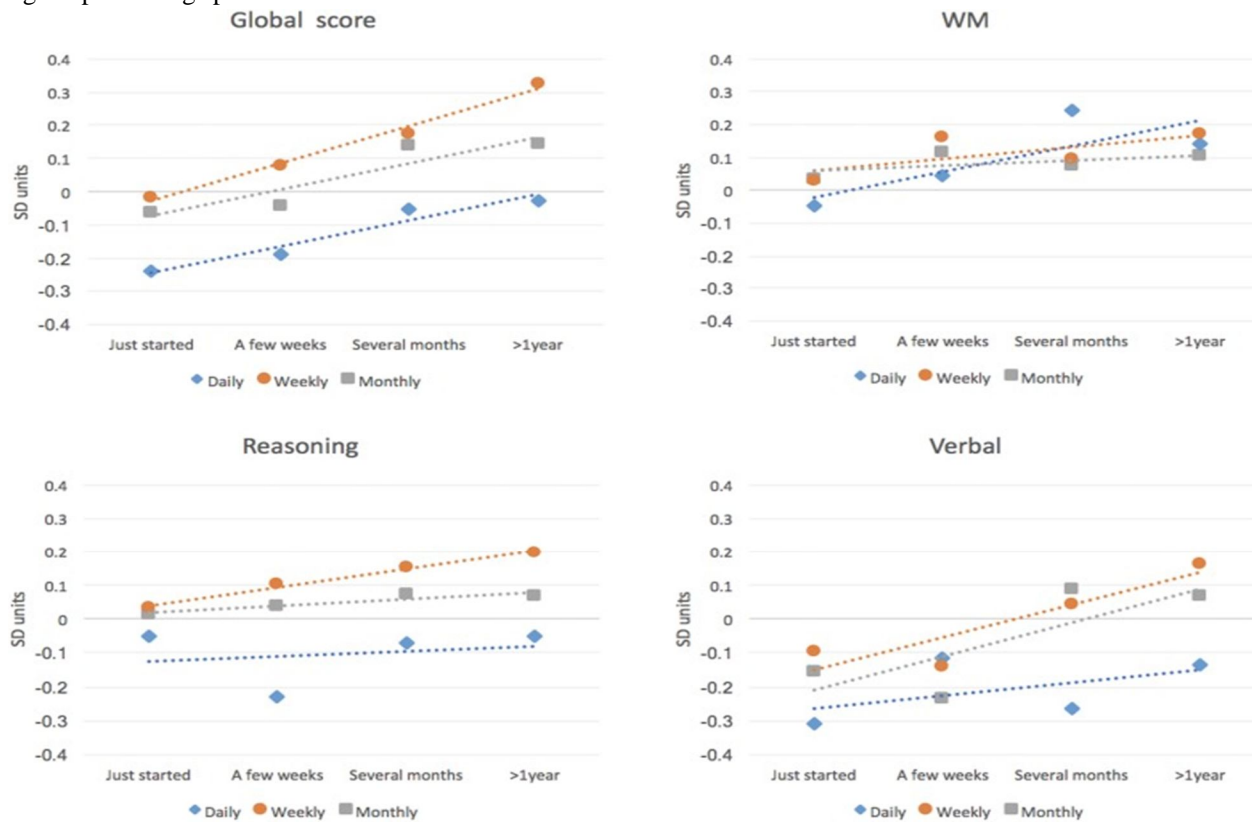 Global score
0.4
0.3
0.2
0.1
0
-0.1
-0.2
-0.3
-0.4
SD units
Just started A few weeks Several months >1year
Daily Weekly Monthly
WM
0.4
0.3
0.2
0.1
0
-0.1
-0.2
-0.3
-0.4
SD units
Just started A few weeks Several months >1year
Daily Weekly Monthly
Reasoning
0.4
0.3
0.2
0.1
0
-0.1
-0.2
-0.3
-0.4
SD units
Just started A few weeks Several months >1year
Daily Weekly Monthly
Verbal
0.4
0.3
0.2
0.1
0
-0.1
-0.2
-0.3
-0.4
SD units
Just started A few weeks Several months >1year
Daily Weekly Monthly